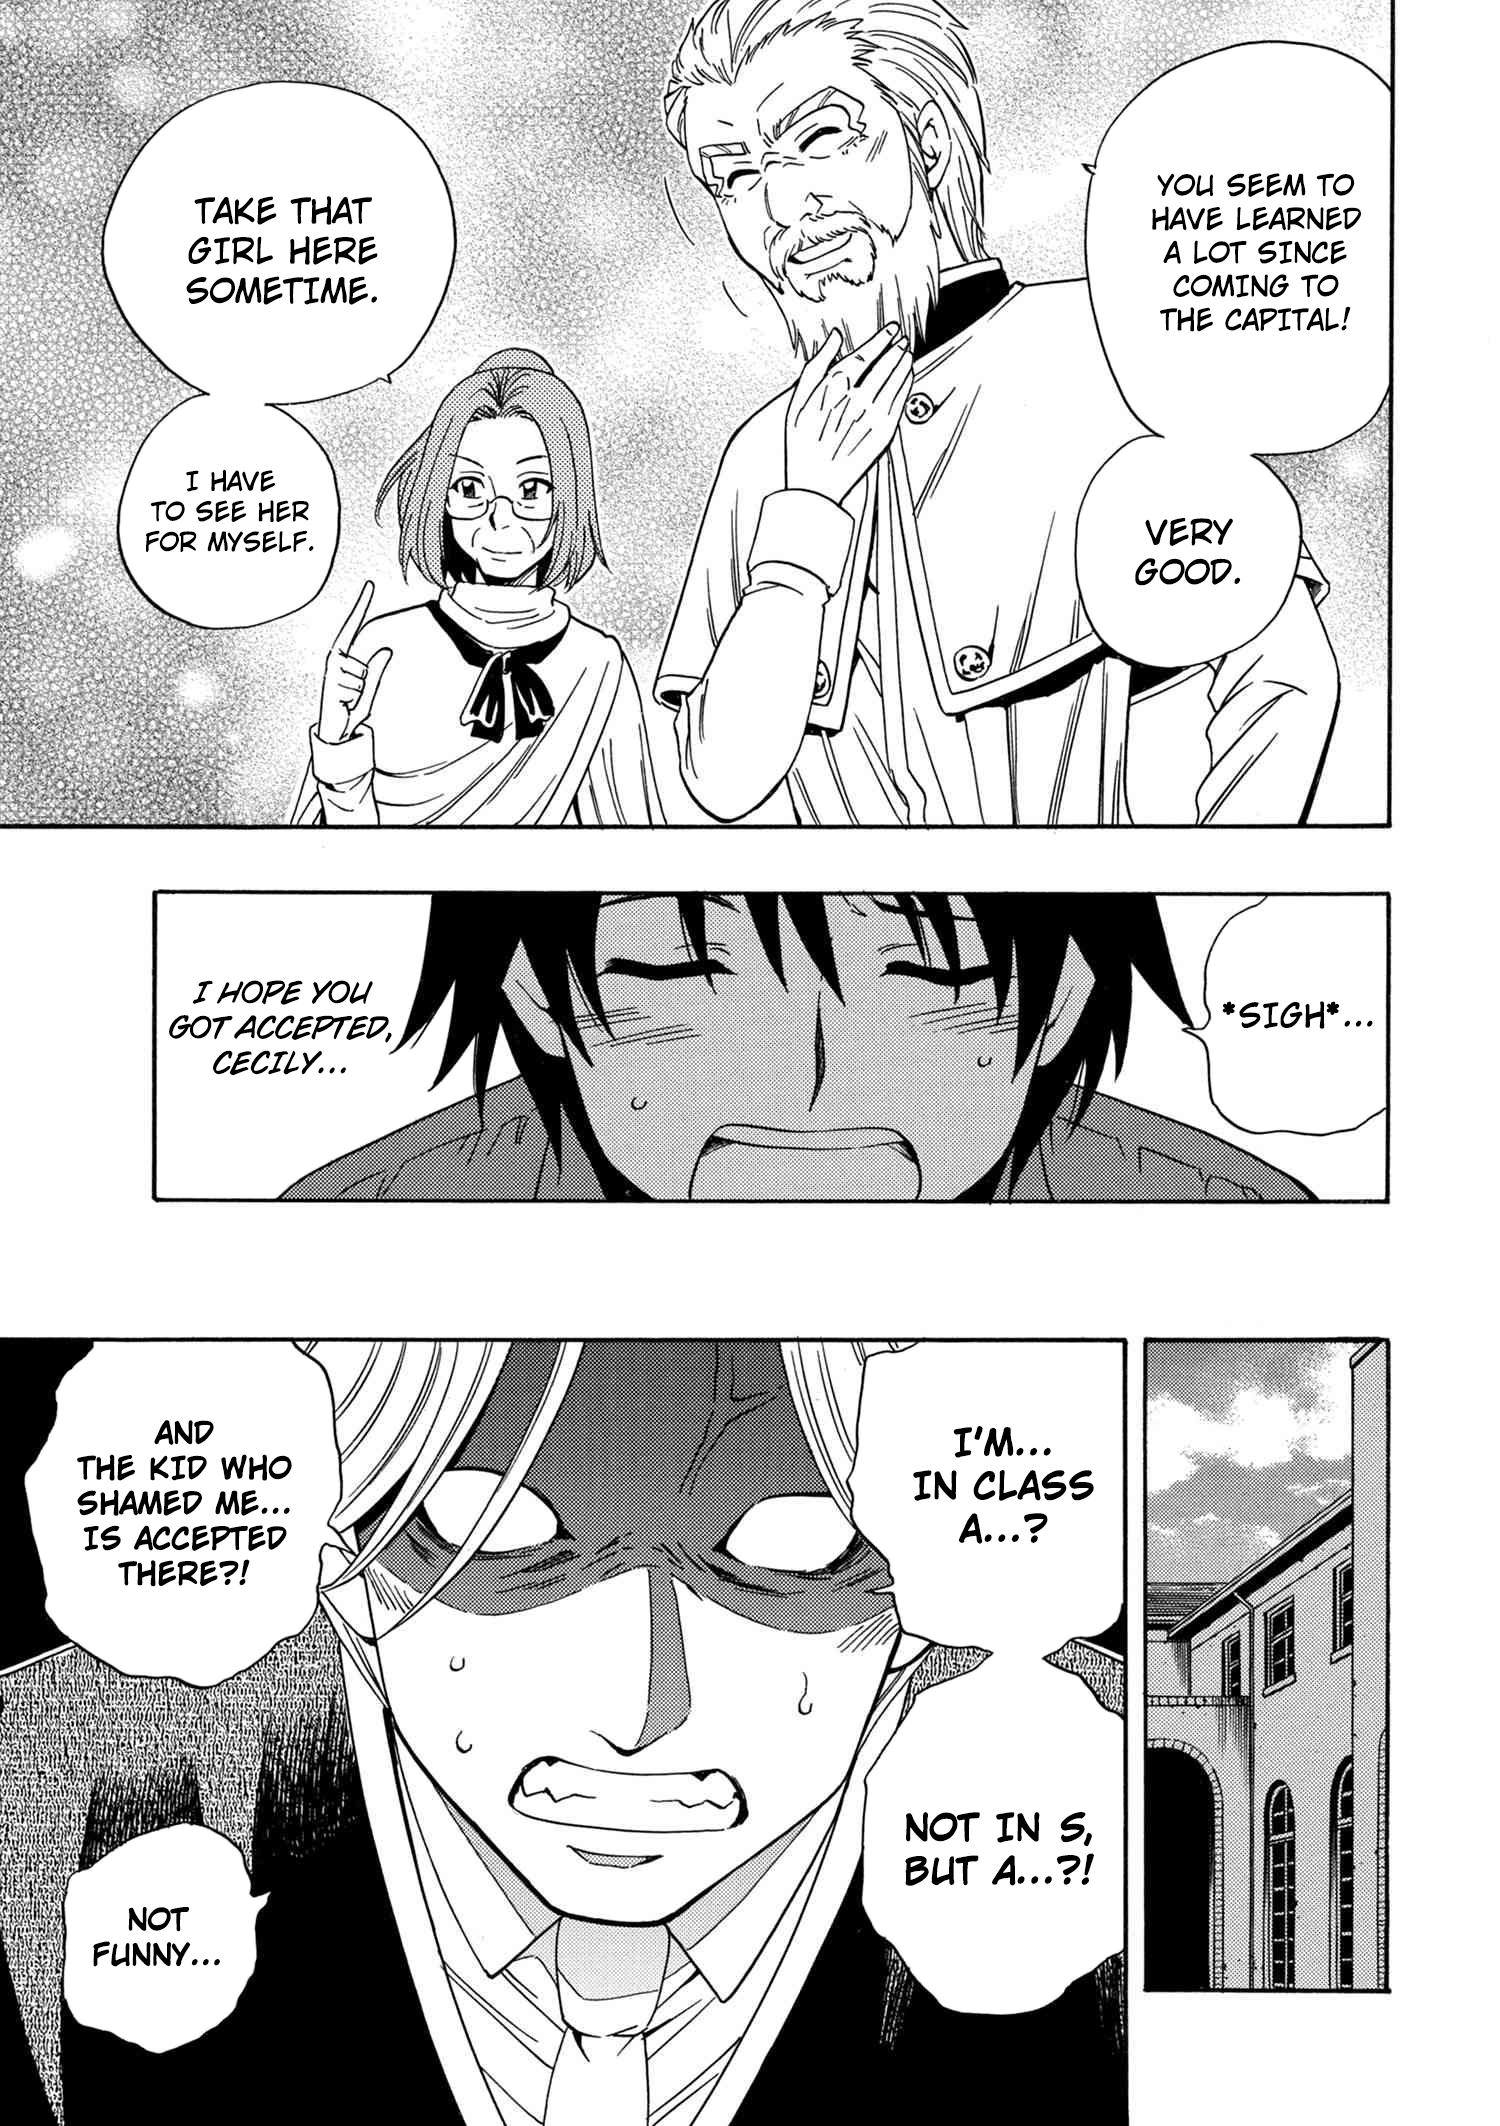 YOU SEEM TO
HAVE LEARNED
A LOT SINCE
COMING TO
THE CAPITAL!
VERY
GOOD.
TAKE THAT
GIRL HERE
SOMETIME.
I HAVE
TO SEE HER
FOR MYSELF.
*SIGH*...
I HOPE YOU
GOT ACCEPTED,
CECILY...
I'M...
IN CLASS
A...?
NOT IN S,
BUT A...?!
AND
THE KID WHO
SHAMED ME...
IS ACCEPTED
THERE?!
NOT
FUNNY...